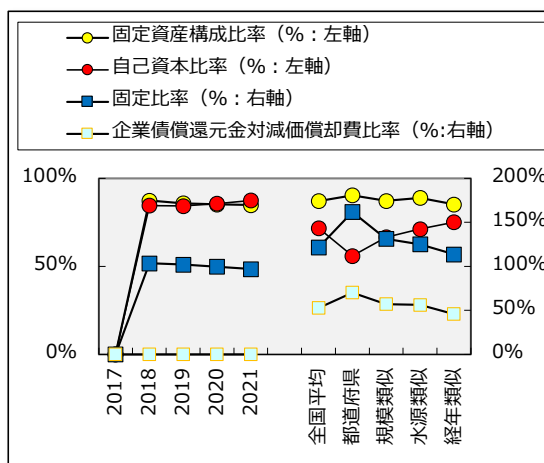 固定資産構成比率（%：左軸）
自己資本比率（%：左軸）
固定比率（%：右軸）
企業債償還元金対減価償却費比率（%:右軸）
100%
200%
150%
50%
100%
50%
0%
0%
2017
2018
2019
2020
2021
全国平均
都道府県
規模類似
水源類似
経年類似